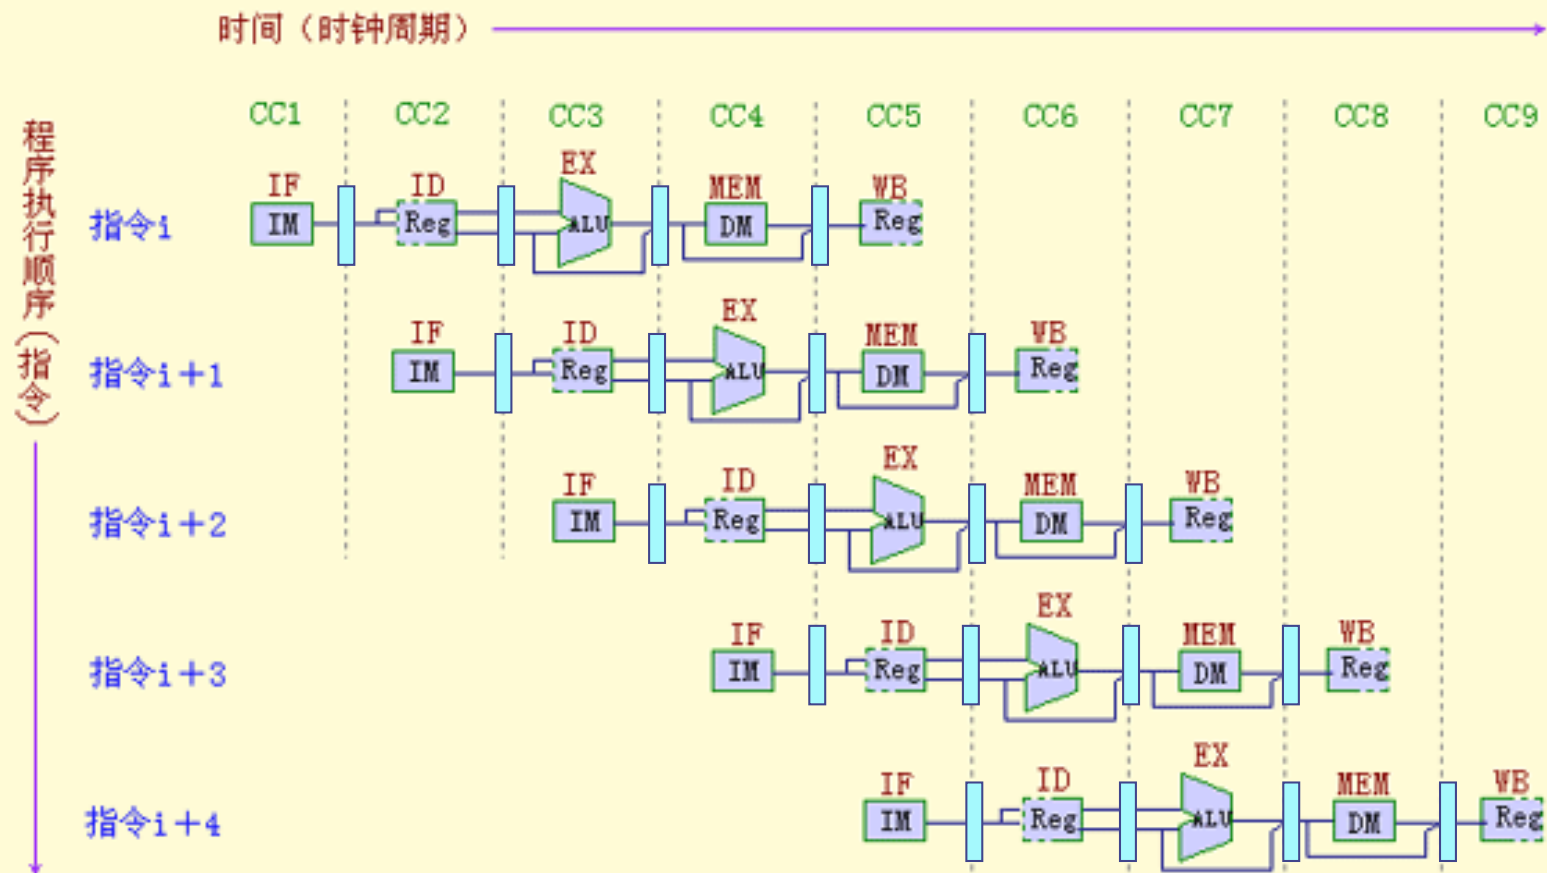 时间（时钟周期）
CC1 CC2 CC3 CC4 CC5 CC6 CC7 CC8 CC9
程序执行顺序（指令）
IF ID EX MEM WB
指令i IM Reg ALU DM Reg
IF ID EX MEM WB
指令i+1 IM Reg ALU DM Reg
IF ID EX MEM WB
指令i+2 IM Reg ALU DM Reg
IF ID EX MEM WB
指令i+3 IM Reg ALU DM Reg
IF ID EX MEM WB
指令i+4 IM Reg ALU DM Reg